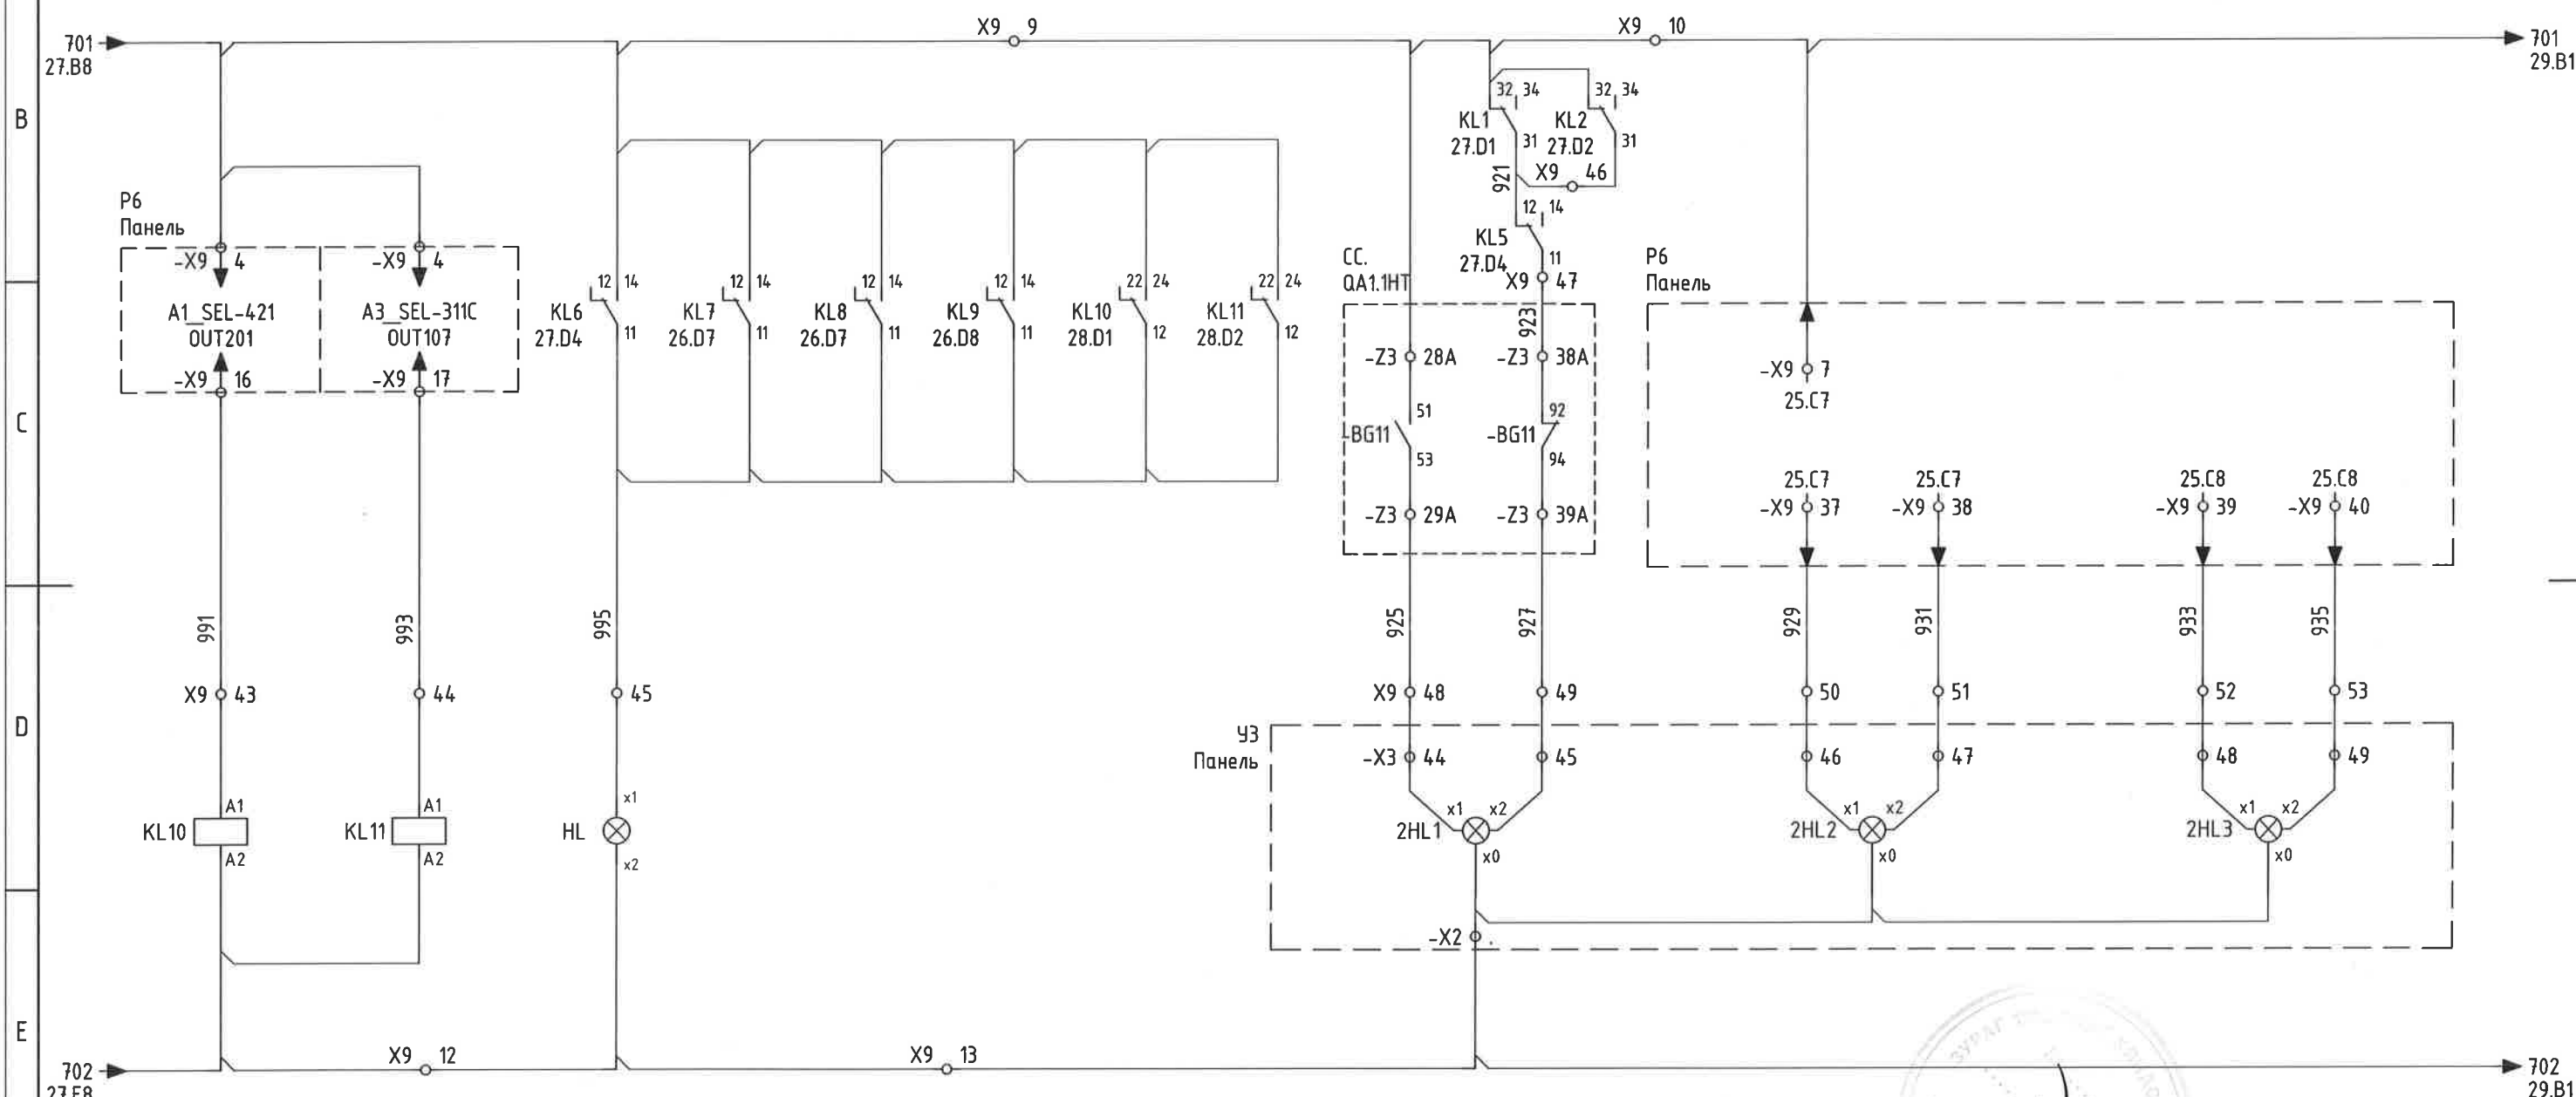 X9 9
X9 10
701
27.B8
701
29.B1
B
32 34
KL1
27.D1
31
32 34
KL2
27.D2
31
921
X9 46
12 14
KL5
27.D4
11
X9 47
P6
Панель
-X9 4
A1_SEL-421
OUT201
-X9 16
-X9 4
A3_SEL-311C
OUT107
-X9 17
12 14
KL6
27.D4
11
12 14
KL7
26.D7
11
12 14
KL8
26.D7
11
12 14
KL9
26.D8
11
22 24
KL10
28.D1
12
22 24
KL11
28.D2
12
CC.
QA1.1HT
923
-Z3 28A
-Z3 38A
51
-BG11
53
92
-BG11
94
-Z3 29A
-Z3 39A
P6
Панель
-X9 7
25.C7
25.C7
-X9 37
25.C7
-X9 38
25.C8
-X9 39
25.C8
-X9 40
C
991
993
995
925
927
929
931
933
935
X9 43
44
45
X9 48
49
50
51
52
53
D
УЗ
Панель
-X3 44
45
46
47
48
49
KL10
A1
A2
KL11
A1
A2
HL
x1
x2
2HL1
x1
x2
x0
2HL2
x1
x2
x0
2HL3
x1
x2
x0
-X2
E
X9 12
X9 13
702
27.E8
702
29.B1
ЗУРАГ